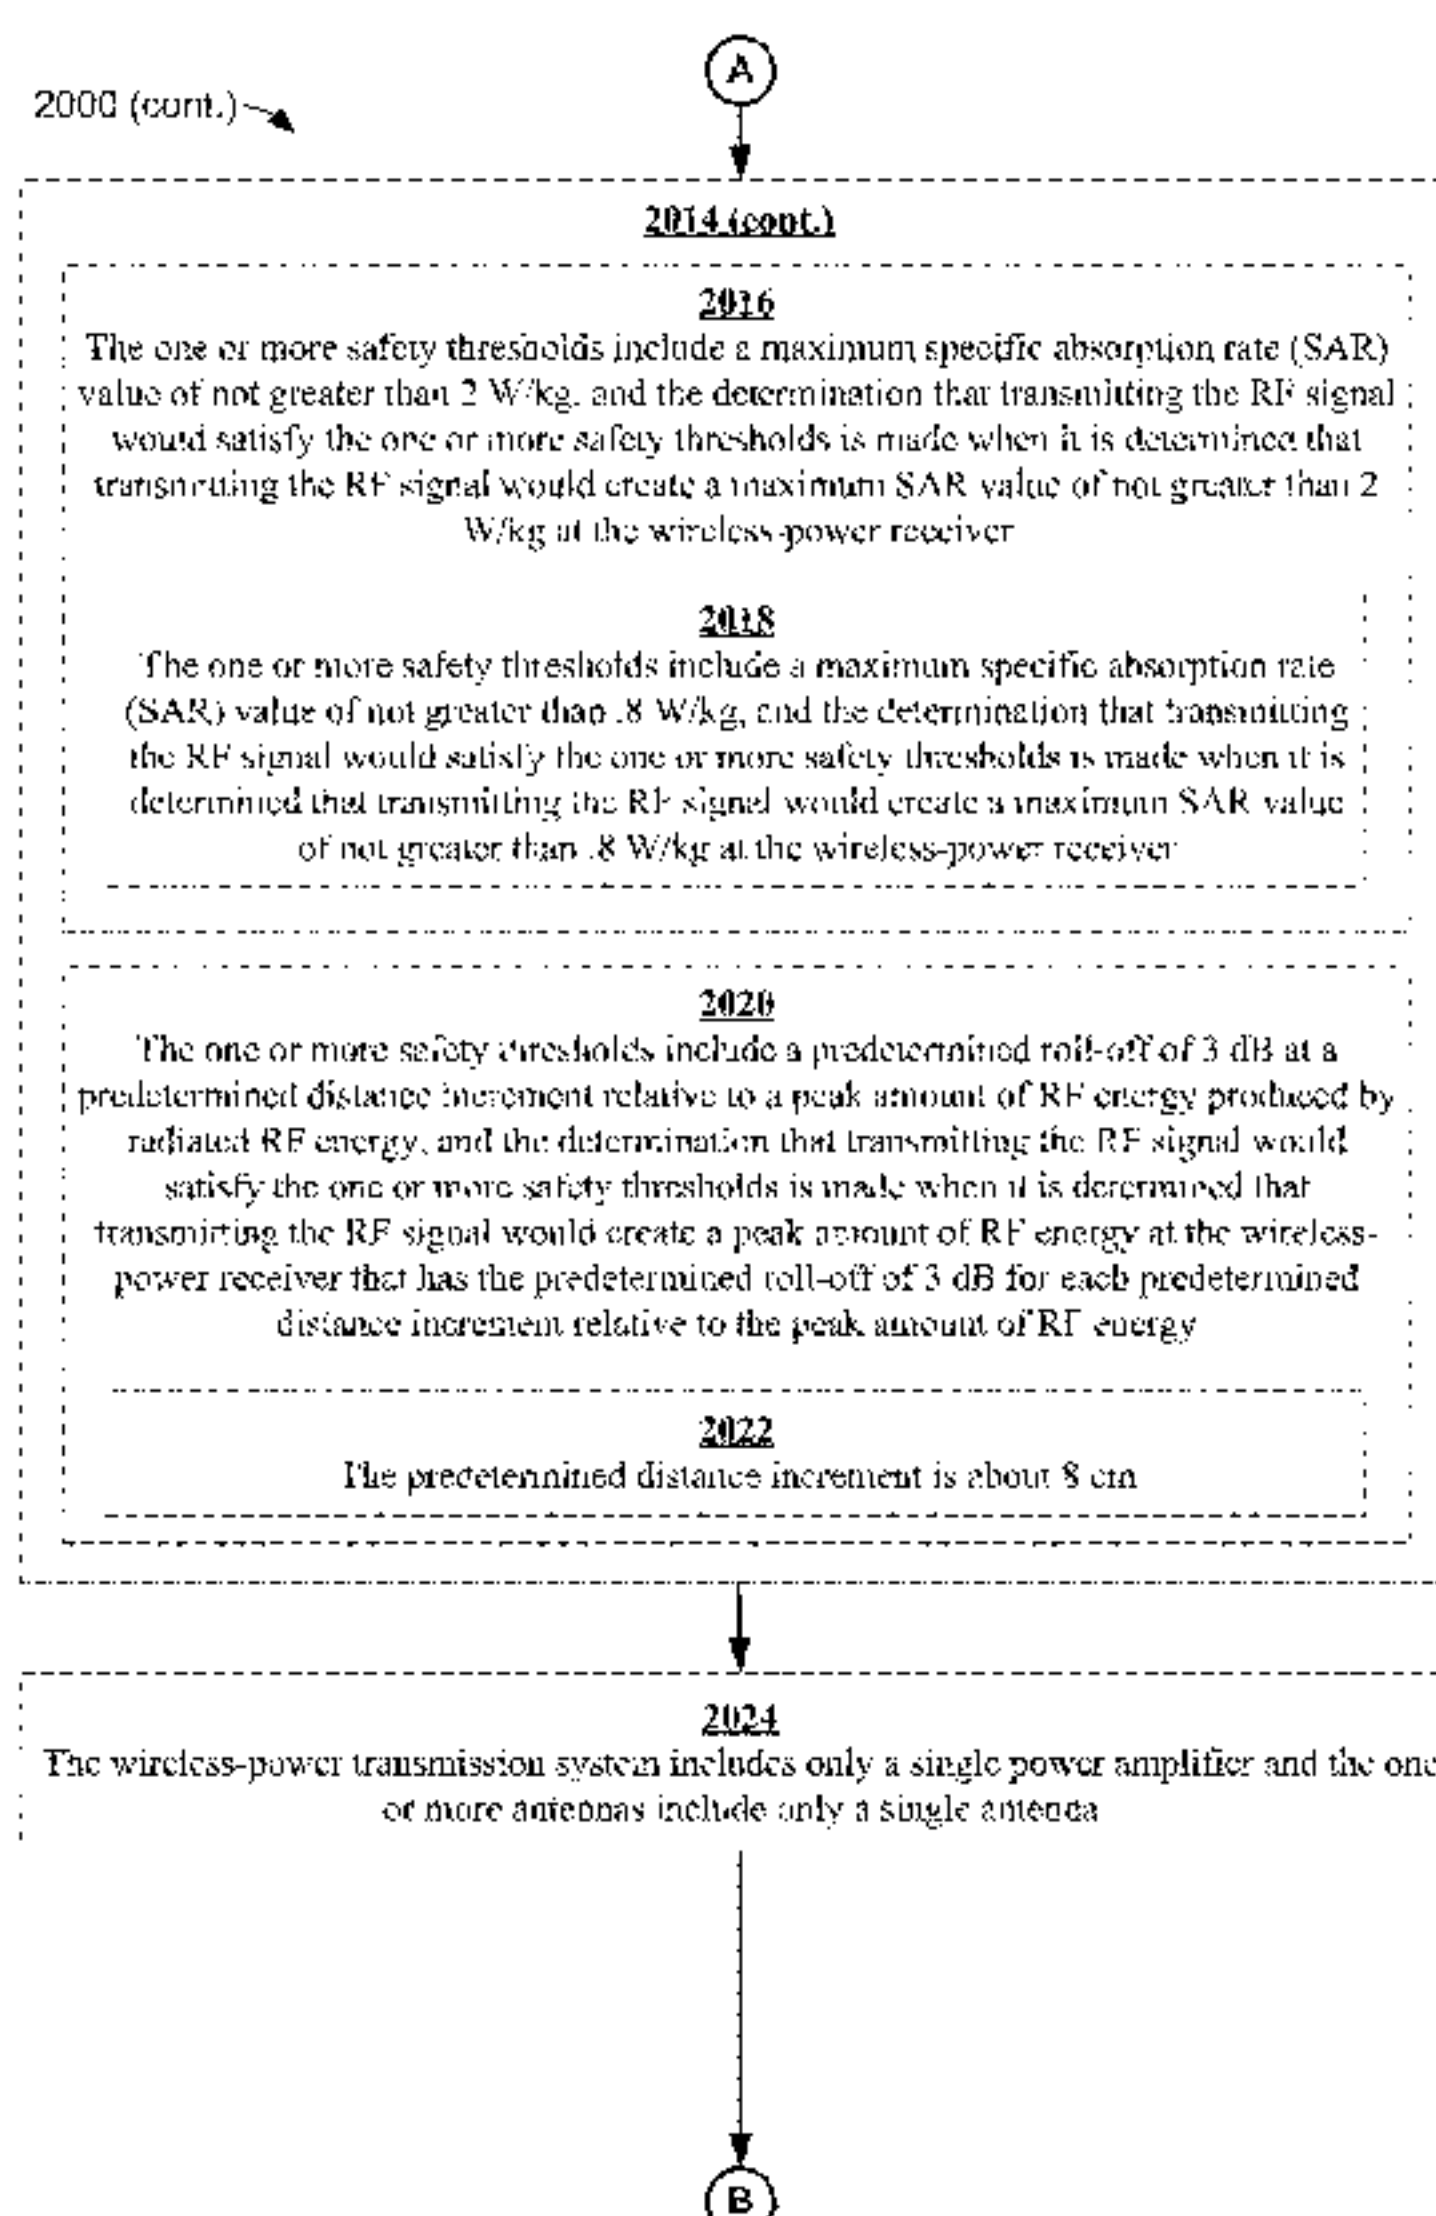 A
2000 (cont.)
2014 (cont.)
2016
The one or more safety thresholds include a maximum specific absorption rate (SAR)
value of not greater than 2 W/kg, and the determination that transmitting the RF signal
would satisfy the one or more safety thresholds is made when it is determined that
transmitting the RF signal would create a maximum SAR value of not greater than 2
W/kg at the wireless-power receiver
2018
The one or more safety thresholds include a maximum specific absorption rate
(SAR) value of not greater than .8 W/kg, and the determination that transmitting
the RF signal would satisfy the one or more safety thresholds is made when it is
determined that transmitting the RF signal would create a maximum SAR value
of not greater than .8 W/kg at the wireless-power receiver
2020
The one or more safety thresholds include a predetermined roll-off of 3 dB at a
predetermined distance increment relative to a peak amount of RF energy produced by
radiated RF energy, and the determination that transmitting the RF signal would
satisfy the one or more safety thresholds is made when it is determined that
transmitting the RF signal would create a peak amount of RF energy at the wireless-
power receiver that has the predetermined roll-off of 3 dB for each predetermined
distance increment relative to the peak amount of RF energy
2022
The predetermined distance increment is about 8 cm
2024
The wireless-power transmission system includes only a single power amplifier and the one
or more antennas include only a single antenna
B